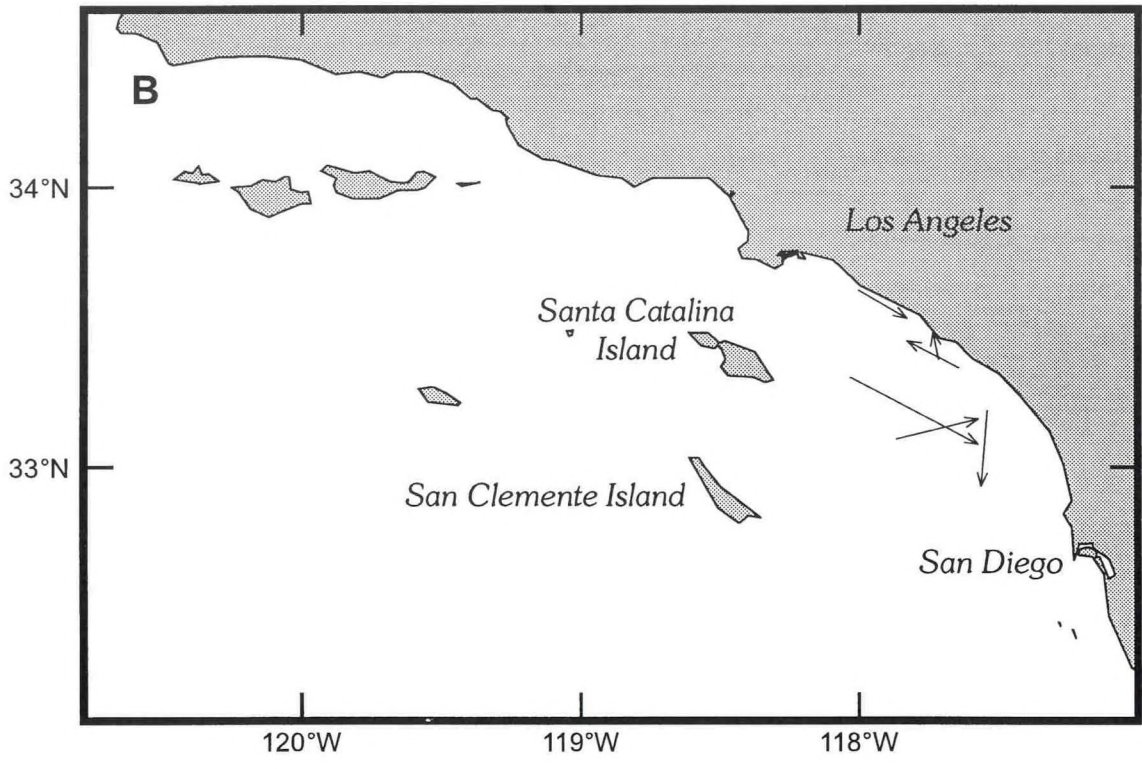 B
34°N
Los Angeles
Santa Catalina
Island
33°N
San Clemente Island
San Diego
120°W
119°W
118°W